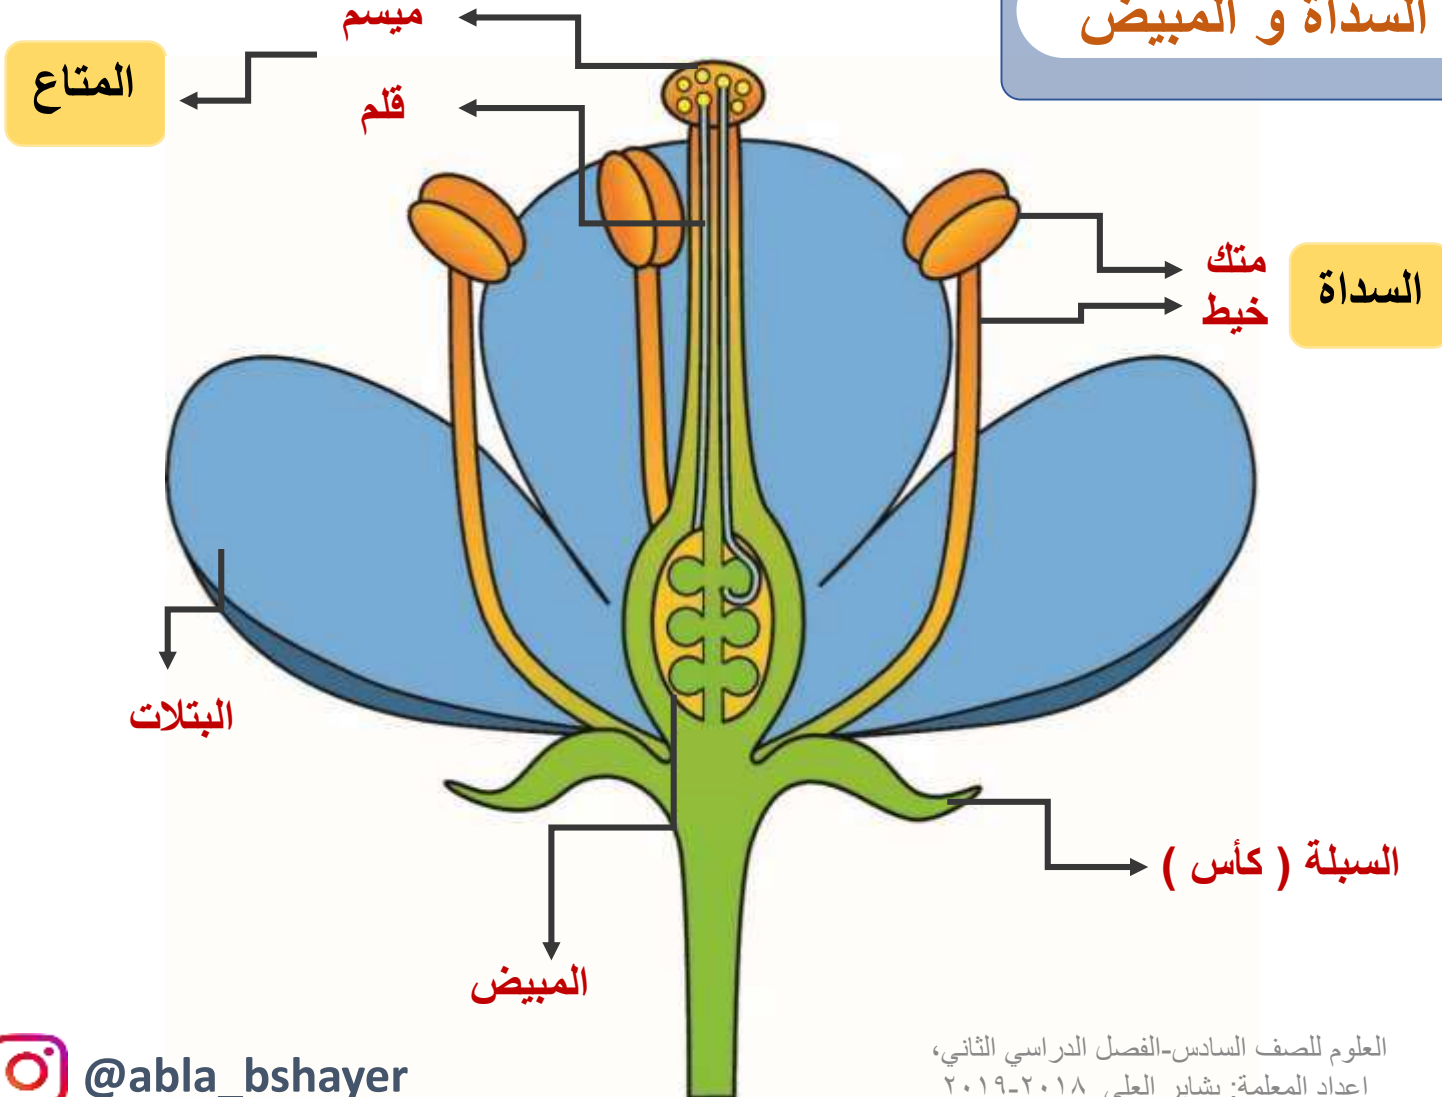 السداة و المبيض
ميسم
المتاع
قلم
متك
السداة
خيط
البتلات
السبلة ( كأس )
المبيض
العلوم للصف السادس-الفصل الدراسي الثاني،
اعداد المعلمة: بشاير العلي ٢٠١٨-٢٠١٩
@abla_bshayer